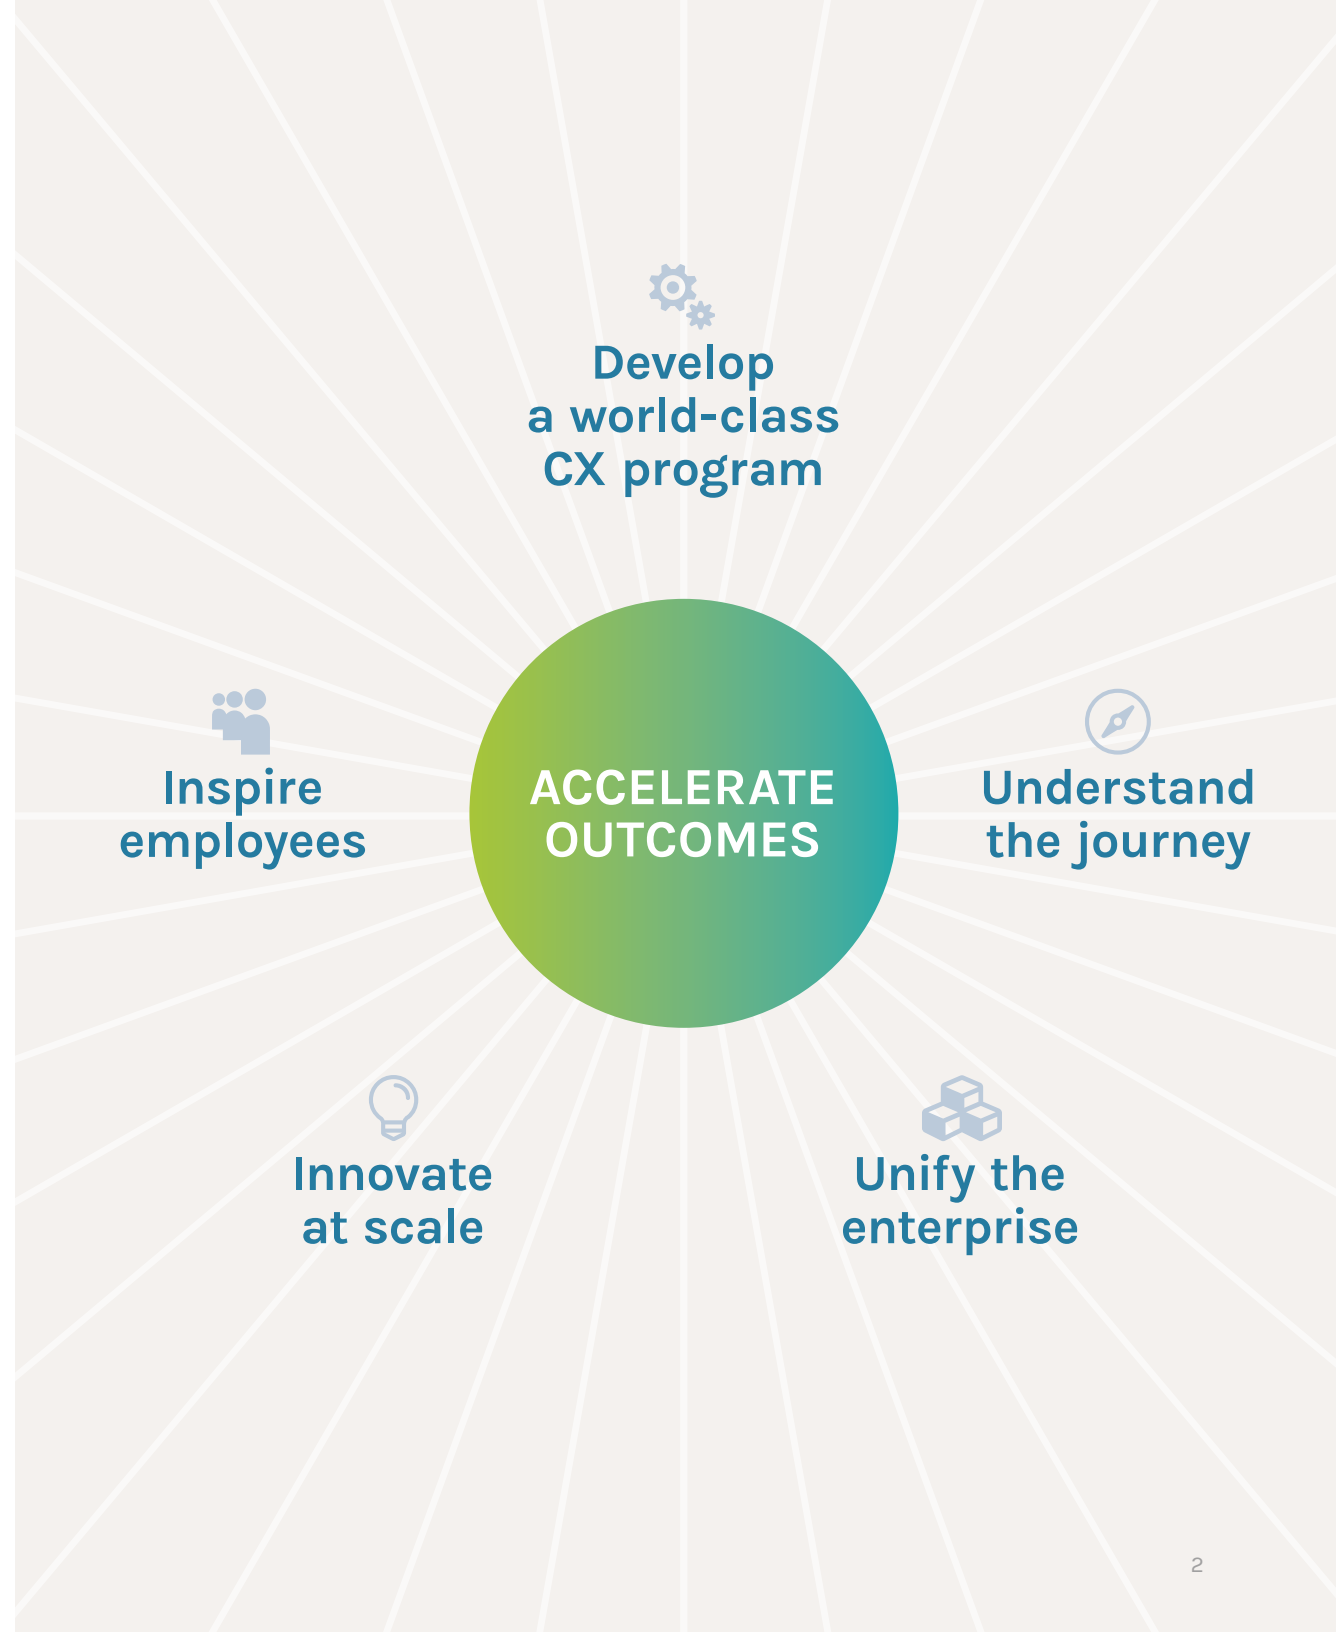 Develop
a world-class
CX program
Inspire
employees
ACCELERATE
OUTCOMES
Understand
the journey
Innovate
at scale
Unify the
enterprise
2